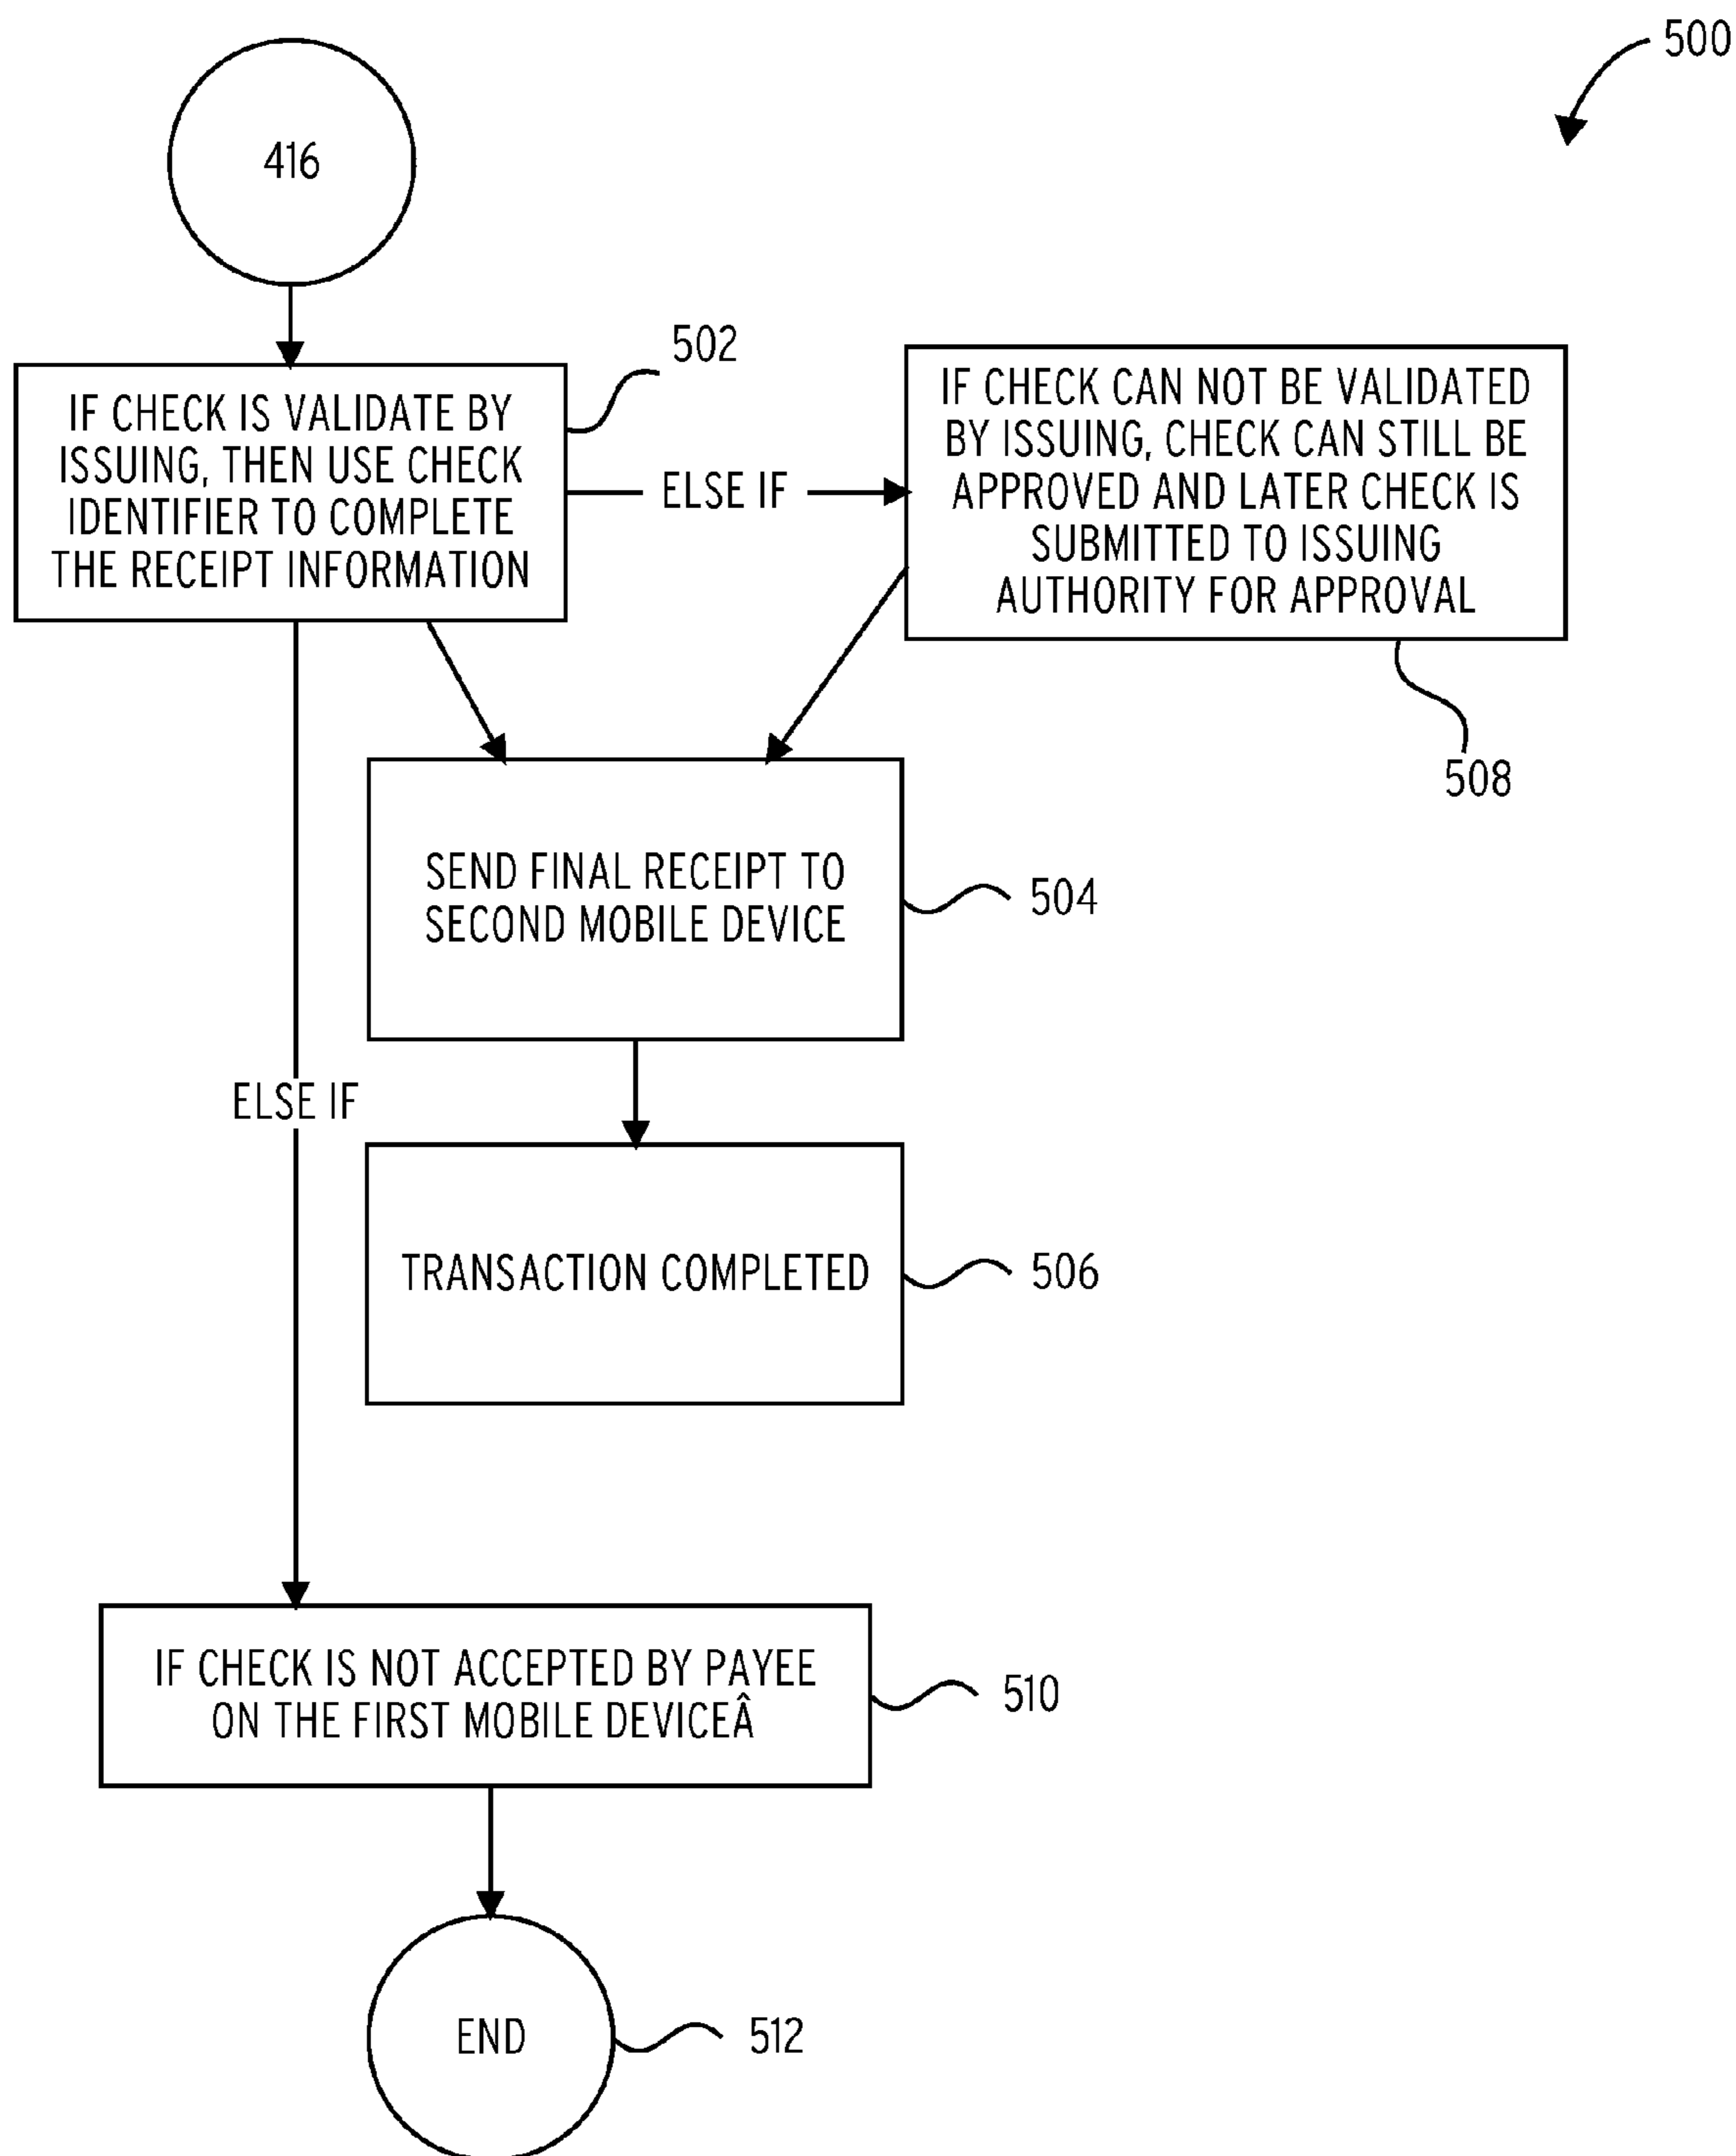 500
416
502
IF CHECK IS VALIDATE BY
ISSUING, THEN USE CHECK
IDENTIFIER TO COMPLETE
THE RECEIPT INFORMATION
ELSE IF
IF CHECK CAN NOT BE VALIDATED
BY ISSUING, CHECK CAN STILL BE
APPROVED AND LATER CHECK IS
SUBMITTED TO ISSUING
AUTHORITY FOR APPROVAL
508
SEND FINAL RECEIPT TO
SECOND MOBILE DEVICE
504
ELSE IF
TRANSACTION COMPLETED
506
IF CHECK IS NOT ACCEPTED BY PAYEE
ON THE FIRST MOBILE DEVICEÂ
510
END
512